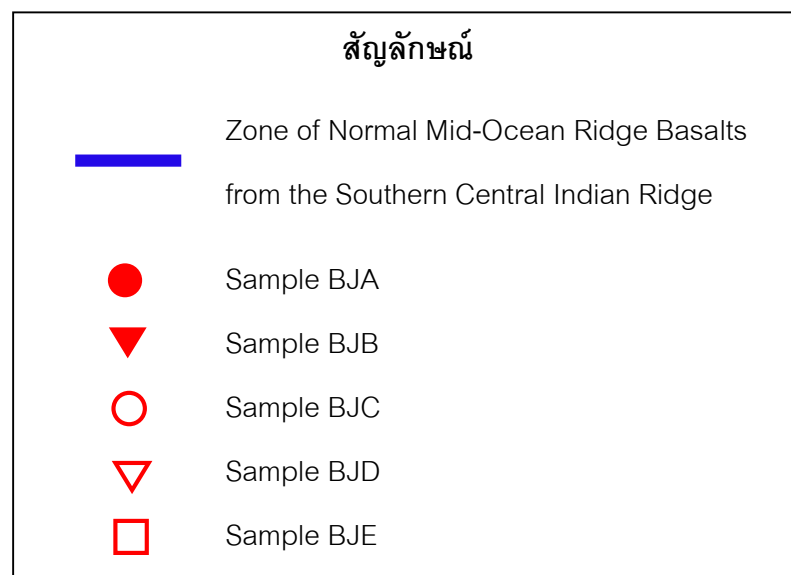 สัญลักษณ์
Zone of Normal Mid-Ocean Ridge Basalts
from the Southern Central Indian Ridge
Sample BJA
Sample BJB
Sample BJC
Sample BJD
Sample BJE